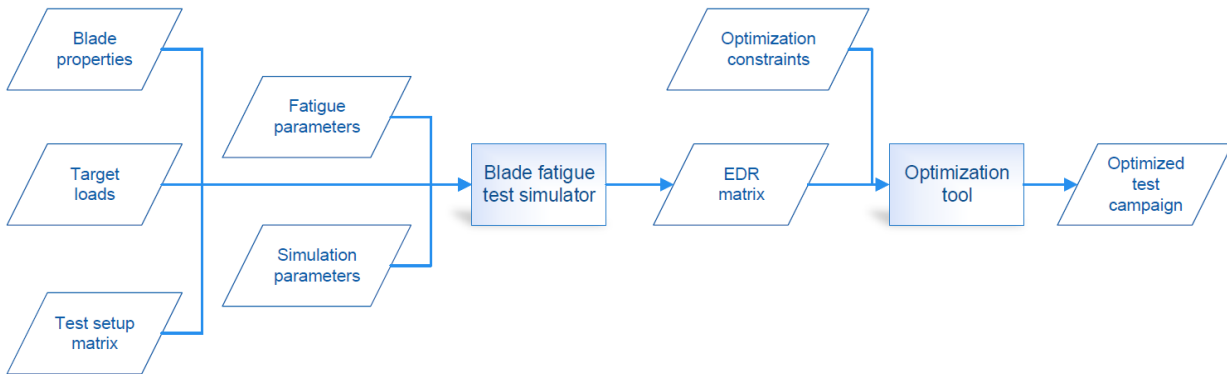 Blade
properties
Target
loads
Test setup
matrix
Fatigue
parameters
Simulation
parameters
Blade fatigue
test simulator
EDR
matrix
Optimization
constraints
Optimization
tool
Optimized
test
campaign